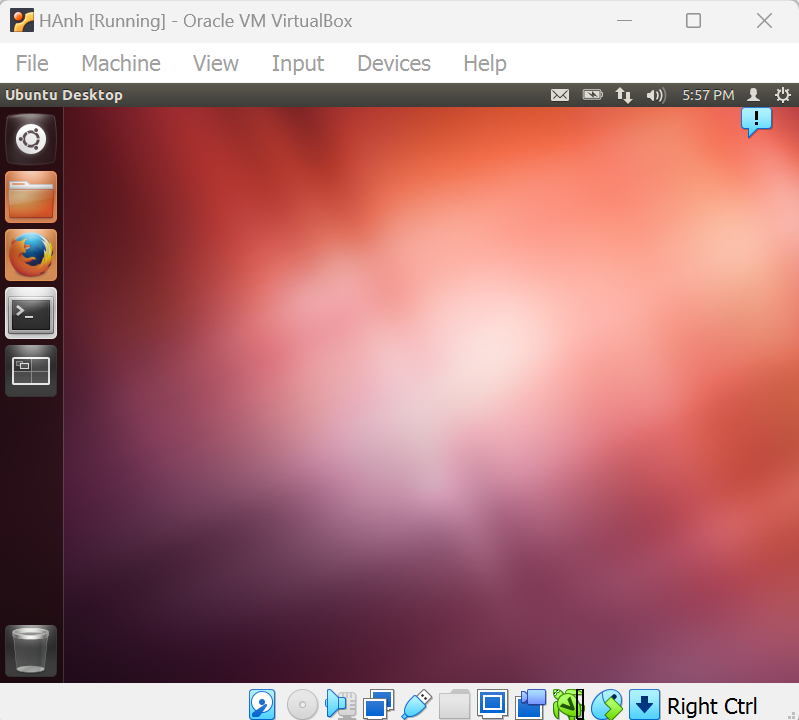 HAnh [Running] - Oracle VM VirtualBox
File Machine View Input Devices Help
Ubuntu Desktop 5:57 PM
!
>_
Right Ctrl